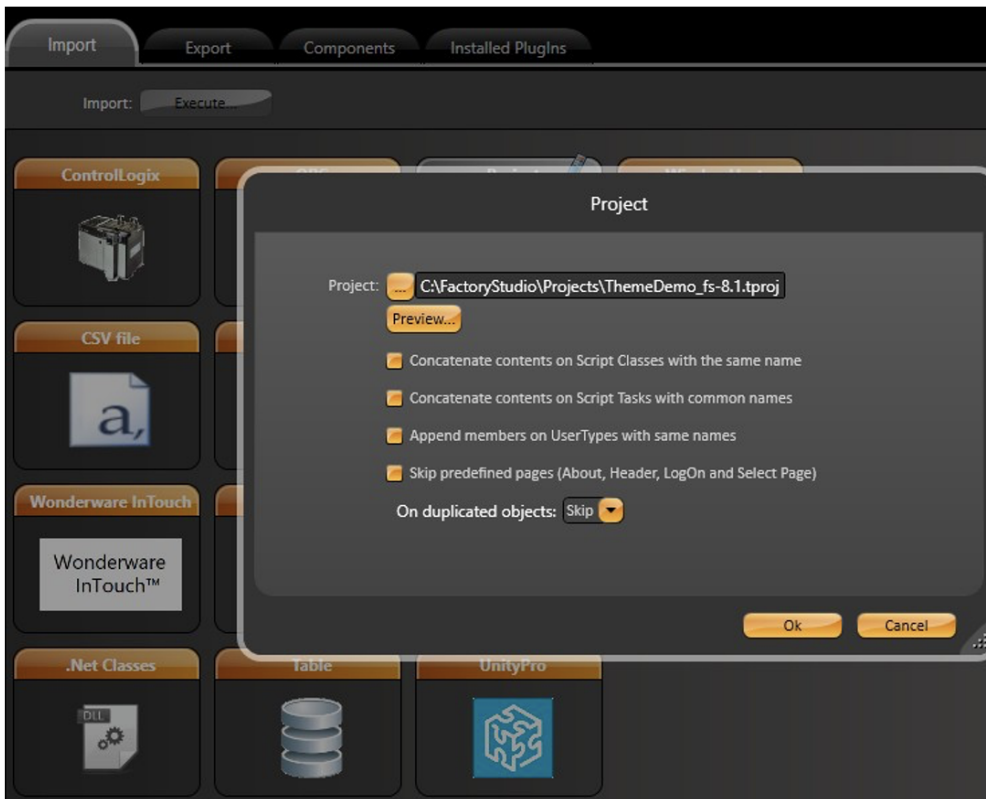 Import
Export
Components
Installed PlugIns
Import:
Execute...
ControlLogix
Project
Project:
...
C:\FactoryStudio\Projects\ThemeDemo_fs-8.1.tproj
Preview...
Concatenate contents on Script Classes with the same name
Concatenate contents on Script Tasks with common names
Append members on UserTypes with same names
Skip predefined pages (About, Header, LogOn and Select Page)
On duplicated objects:
Skip
Ok
Cancel
CSV file
a,
Wonderware InTouch
Wonderware
InTouch™
.Net Classes
DLL
Table
UnityPro